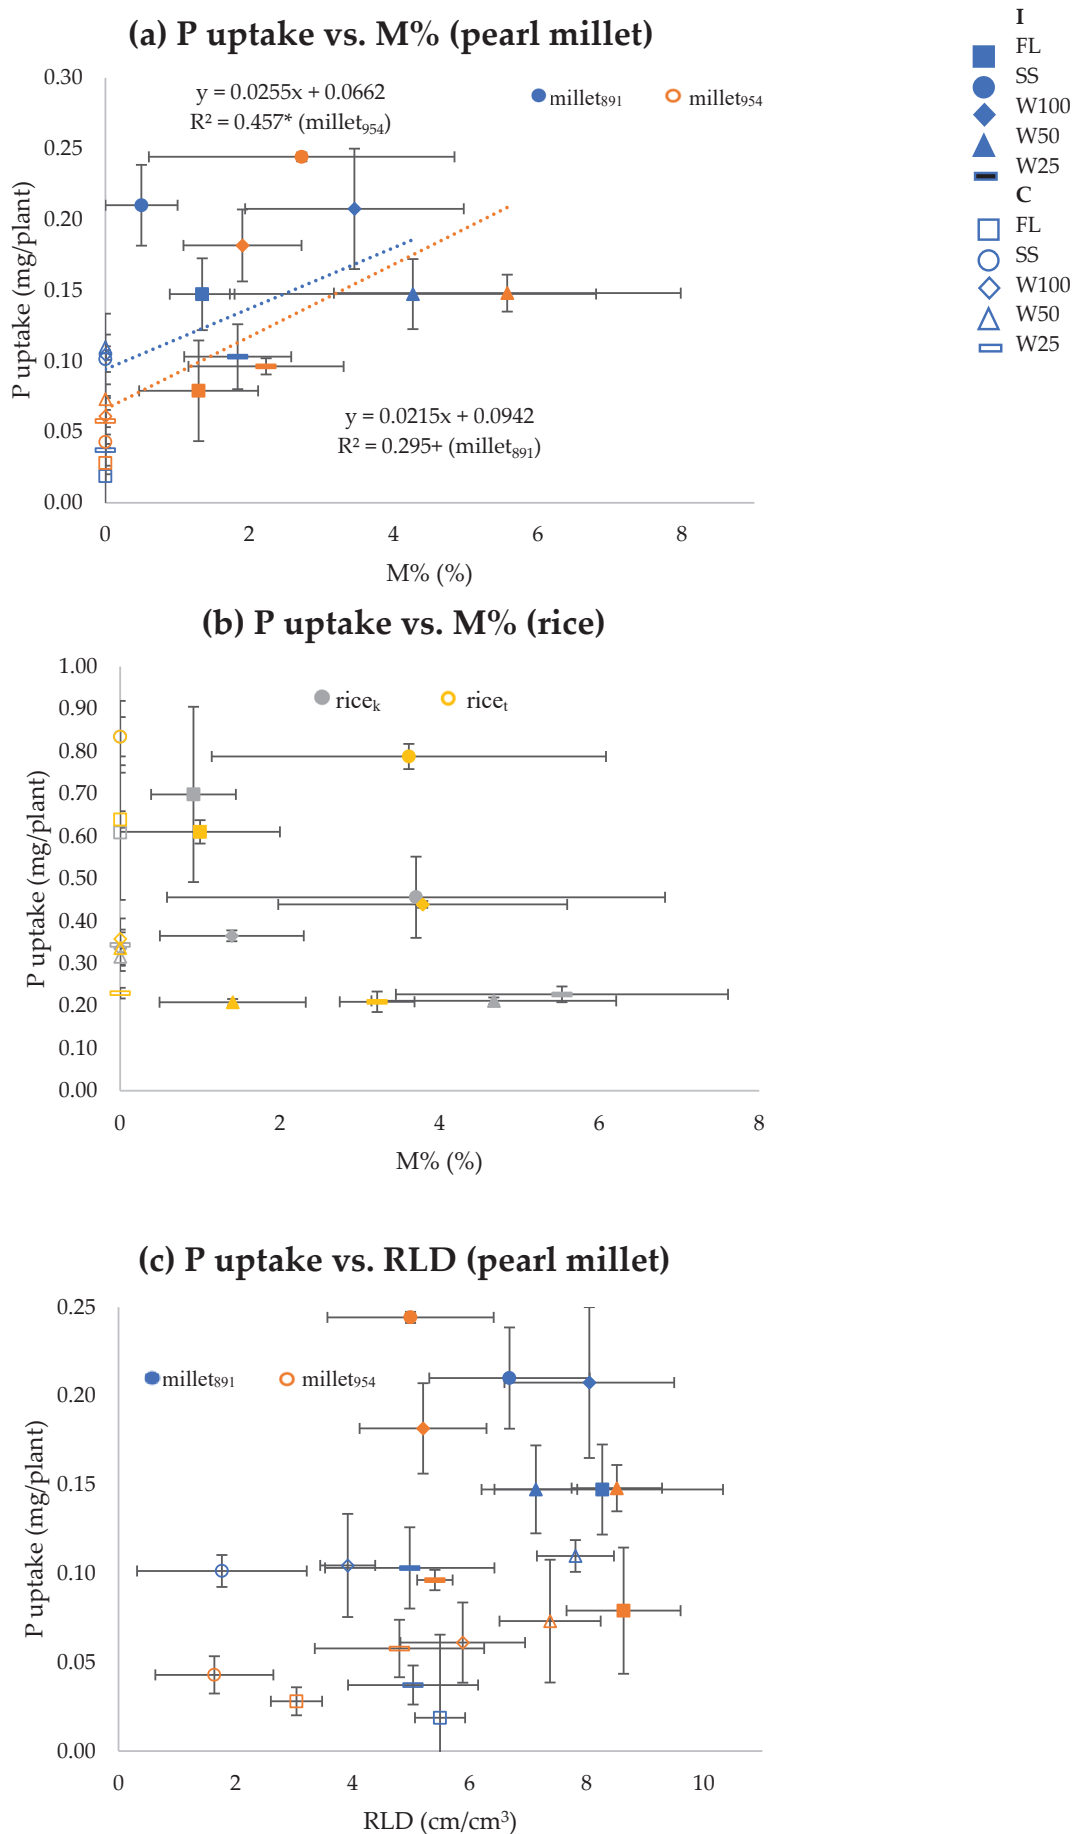 (a) P uptake vs. M% (pearl millet)
I
FL
SS
W100
W50
W25
C
FL
SS
W100
W50
W25
y = 0.0255x + 0.0662
R² = 0.457* (millet₉₅₄)
millet₈₉₁
millet₉₅₄
P uptake (mg/plant)
0.30
0.25
0.20
0.15
0.10
0.05
0.00
y = 0.0215x + 0.0942
R² = 0.295+ (millet₈₉₁)
0 2 4 6 8
M% (%)
(b) P uptake vs. M% (rice)
riceₖ
riceₜ
P uptake (mg/plant)
1.00
0.90
0.80
0.70
0.60
0.50
0.40
0.30
0.20
0.10
0.00
0 2 4 6 8
M% (%)
(c) P uptake vs. RLD (pearl millet)
millet₈₉₁
millet₉₅₄
P uptake (mg/plant)
0.25
0.20
0.15
0.10
0.05
0.00
0 2 4 6 8 10
RLD (cm/cm³)